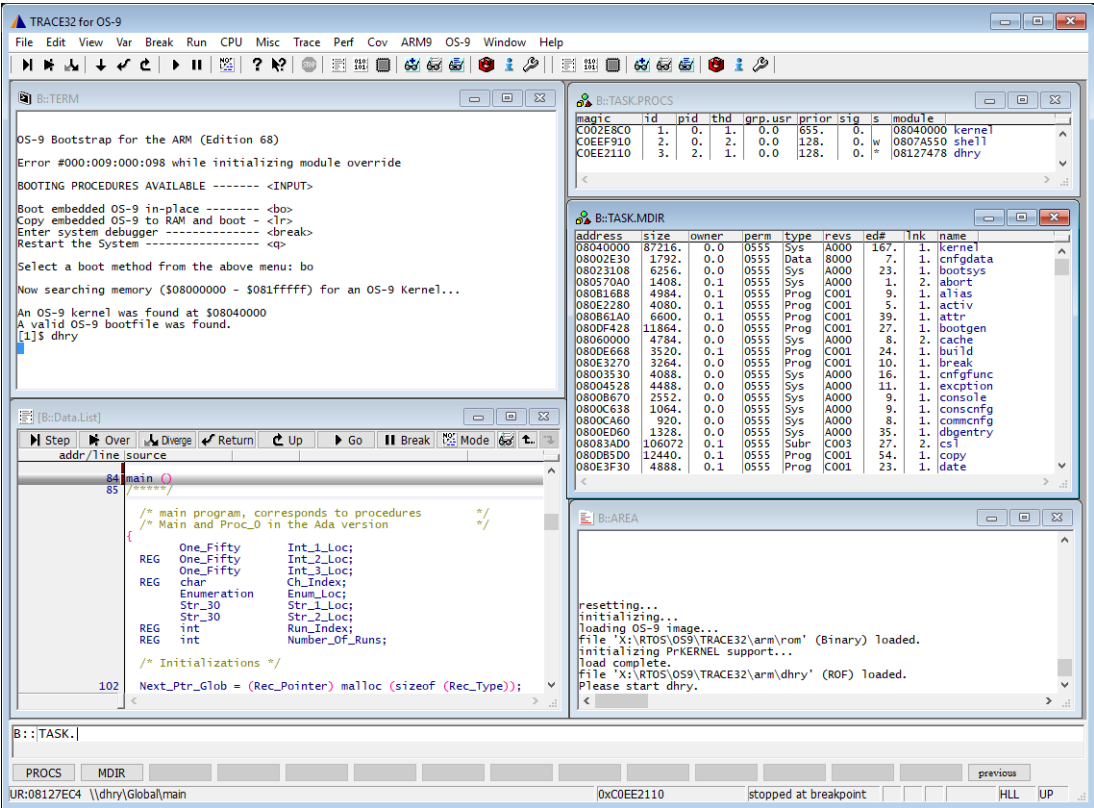 TRACE32 for OS-9
File Edit View Var Break Run CPU Misc Trace Perf Cov ARM9 OS-9 Window Help
B::TERM
OS-9 Bootstrap for the ARM (Edition 68)
Error #000:009:000:098 while initializing module override
BOOTING PROCEDURES AVAILABLE ------- <INPUT>
Boot embedded OS-9 in-place -------- <bo>
Copy embedded OS-9 to RAM and boot - <lr>
Enter system debugger -------------- <break>
Restart the System ----------------- <q>
Select a boot method from the above menu: bo
Now searching memory ($08000000 - $081fffff) for an OS-9 Kernel...
An OS-9 kernel was found at $08040000
A valid OS-9 bootfile was found.
[1]$ dhry
B::TASK.PROCS
magic id pid thd grp.usr prior sig s module
C002E8C0 1. 0. 1. 0.0 655. 0. 08040000 kernel
C0EEF910 2. 0. 2. 0.0 128. 0. w 0807A550 shell
C0EE2110 3. 2. 1. 0.0 128. 0. * 08127478 dhry
B::TASK.MDIR
address size owner perm type revs ed# lnk name
08040000 87216. 0.0 0555 Sys A000 167. 1. kernel
08002E30 1792. 0.0 0555 Data 8000 7. 1. cnfgdata
08023108 6256. 0.0 0555 Sys A000 23. 1. bootsys
080570A0 1408. 0.1 0555 Sys A000 1. 2. abort
080B16B8 4984. 0.1 0555 Prog C001 9. 1. alias
080E2280 4080. 0.1 0555 Prog C001 5. 1. activ
080B61A0 6600. 0.1 0555 Prog C001 39. 1. attr
080DF428 11864. 0.1 0555 Prog C001 27. 1. bootgen
08060000 4784. 0.0 0555 Sys A000 8. 2. cache
080DE668 3520. 0.1 0555 Prog C001 24. 1. build
080E3270 3264. 0.1 0555 Prog C001 10. 1. break
08003530 4088. 0.0 0555 Sys A000 16. 1. cnfgfunc
08004528 4488. 0.0 0555 Sys A000 11. 1. excption
0800B670 2552. 0.0 0555 Sys A000 9. 1. console
0800C638 1064. 0.0 0555 Sys A000 9. 1. conscnfg
0800CA60 920. 0.0 0555 Sys A000 8. 1. commcnfg
0800ED60 1328. 0.0 0555 Sys A000 35. 1. dbgentry
08083AD0 106072 0.1 0555 Subr C003 27. 2. csl
080DB5D0 12440. 0.1 0555 Prog C001 54. 1. copy
080E3F30 4888. 0.1 0555 Prog C001 23. 1. date
[B::Data.List]
Step Over Diverge Return Up Go Break Mode
addr/line source
84 main ()
85 /*****/
/* main program, corresponds to procedures */
/* Main and Proc_0 in the Ada version */
{
One_Fifty Int_1_Loc;
REG One_Fifty Int_2_Loc;
One_Fifty Int_3_Loc;
REG char Ch_Index;
Enumeration Enum_Loc;
Str_30 Str_1_Loc;
Str_30 Str_2_Loc;
REG int Run_Index;
REG int Number_Of_Runs;
/* Initializations */
102 Next_Ptr_Glob = (Rec_Pointer) malloc (sizeof (Rec_Type));
B::AREA
resetting...
initializing...
loading OS-9 image...
file 'X:\RTOS\OS9\TRACE32\arm\rom' (Binary) loaded.
initializing PrKERNEL support...
load complete.
file 'X:\RTOS\OS9\TRACE32\arm\dhry' (ROF) loaded.
Please start dhry.
B::TASK.
PROCS MDIR previous
UR:08127EC4 \\dhry\Global\main 0xC0EE2110 stopped at breakpoint HLL UP